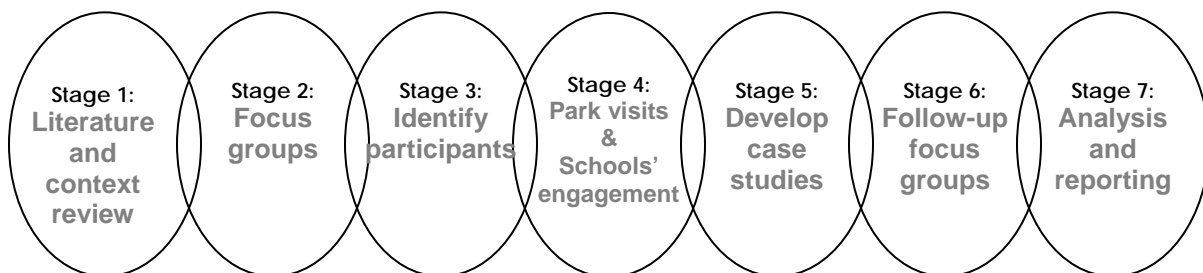 Stage 1:
Literature
and
context
review
Stage 2:
Focus
groups
Stage 3:
Identify
participants
Stage 4:
Park visits
&
Schools’
engagement
Stage 5:
Develop
case
studies
Stage 6:
Follow-up
focus
groups
Stage 7:
Analysis
and
reporting